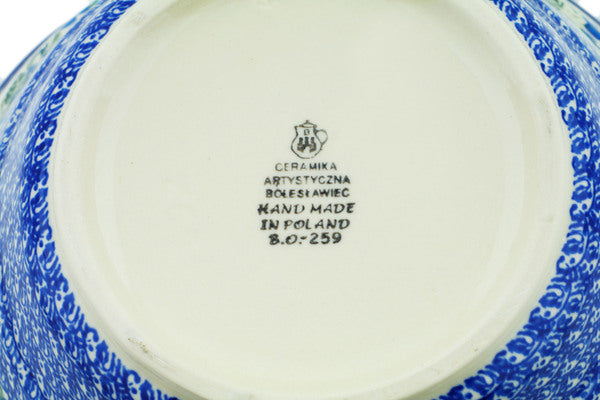 CERAMIKA
ARTYSTYCZNA
BOLESŁAWIEC
HAND MADE
IN POLAND
B.O.-259